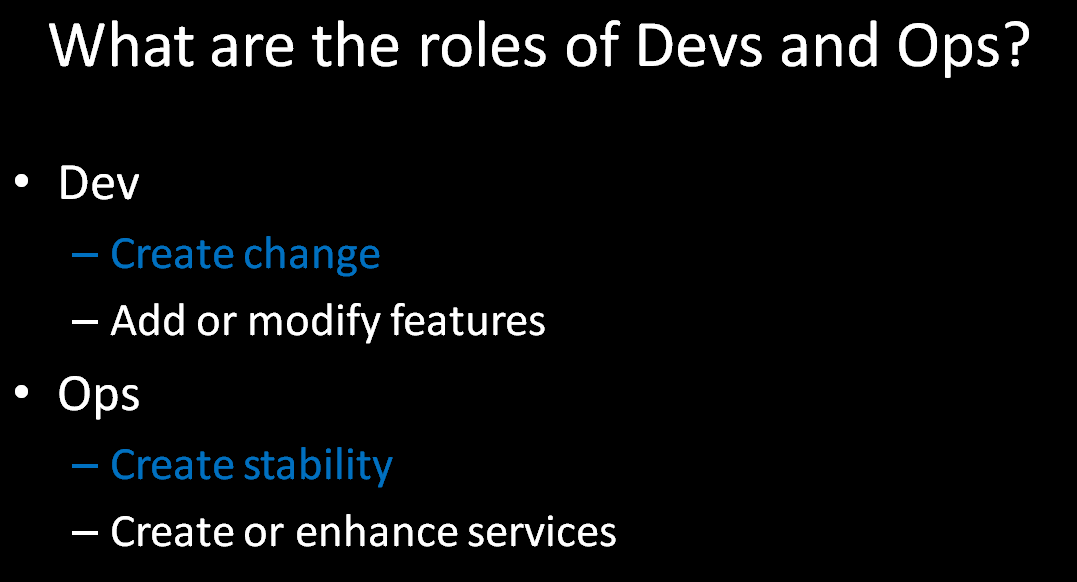 What are the roles of Devs and Ops?
• Dev
– Create change
– Add or modify features
• Ops
– Create stability
– Create or enhance services